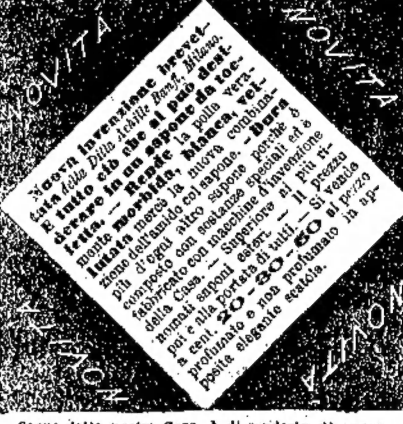 NOVITÀ
NOVITÀ
Nuova invenzione brevet-
tata della Ditta Achille Banfi, Milano.
È tutto ciò che si può desi-
derare in un sapone da toe-
letta. — Rende la pelle vera-
mente morbida, bianca, vel-
lutata mercè la nuova combina-
zione dell'amido col sapone. — Dura
più d'ogni altro sapone perchè è
composto con sostanze speciali ed è
fabbricato con macchine d'invenzione
della Casa. — Superiore ai più ri-
nomati saponi esteri. — Il prezzo
poi è alla portata di tutti. — Si vende
a cent. 20-30-50 al pezzo
profumato e non profumato in ap-
posita elegante scatola.
NOVITÀ
NOVITÀ